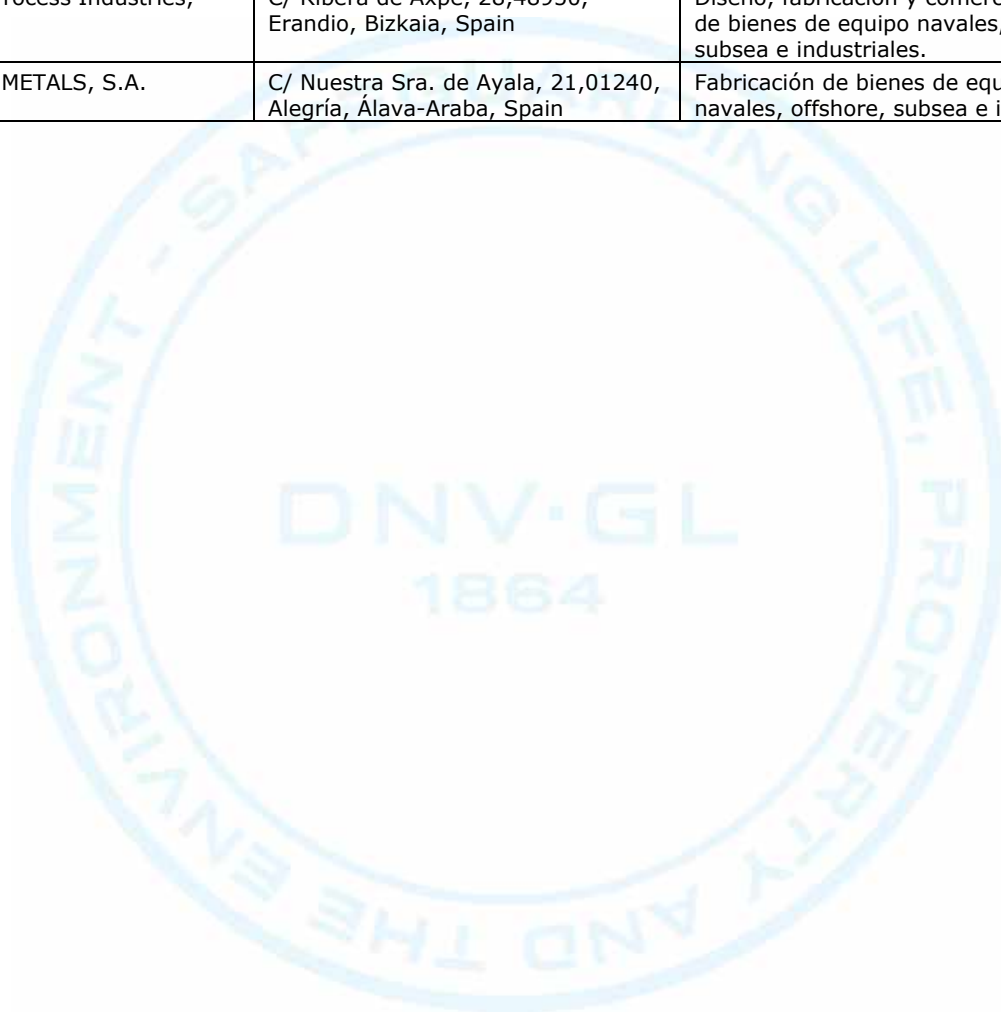 rocess Industries,
C/ Ribera de Axpe, 28,48950,
Erandio, Bizkaia, Spain
Diseño, fabricación y comer
de bienes de equipo navales,
subsea e industriales.
METALS, S.A.
C/ Nuestra Sra. de Ayala, 21,01240,
Alegría, Álava-Araba, Spain
Fabricación de bienes de equ
navales, offshore, subsea e i
SAFEGUARDING LIFE, PROPERTY AND THE ENVIRONMENT -
DNV·GL
1864